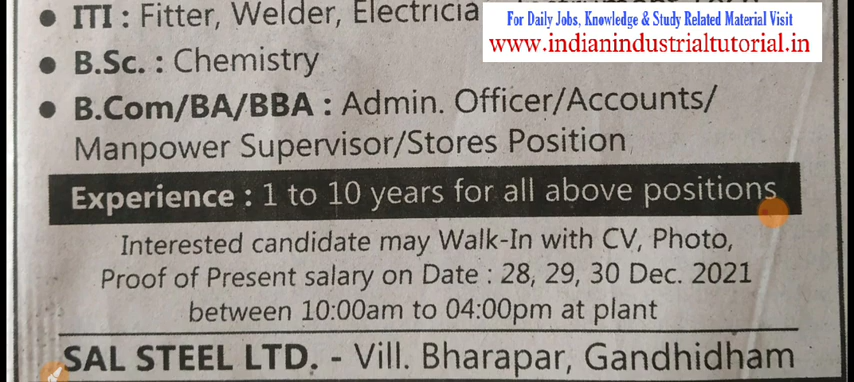 • ITI : Fitter, Welder, Electricia
For Daily Jobs, Knowledge & Study Related Material Visit
www.indianindustrialtutorial.in
• B.Sc. : Chemistry
• B.Com/BA/BBA : Admin. Officer/Accounts/
Manpower Supervisor/Stores Position
Experience : 1 to 10 years for all above positions
Interested candidate may Walk-In with CV, Photo,
Proof of Present salary on Date : 28, 29, 30 Dec. 2021
between 10:00am to 04:00pm at plant
SAL STEEL LTD. - Vill. Bharapar, Gandhidham